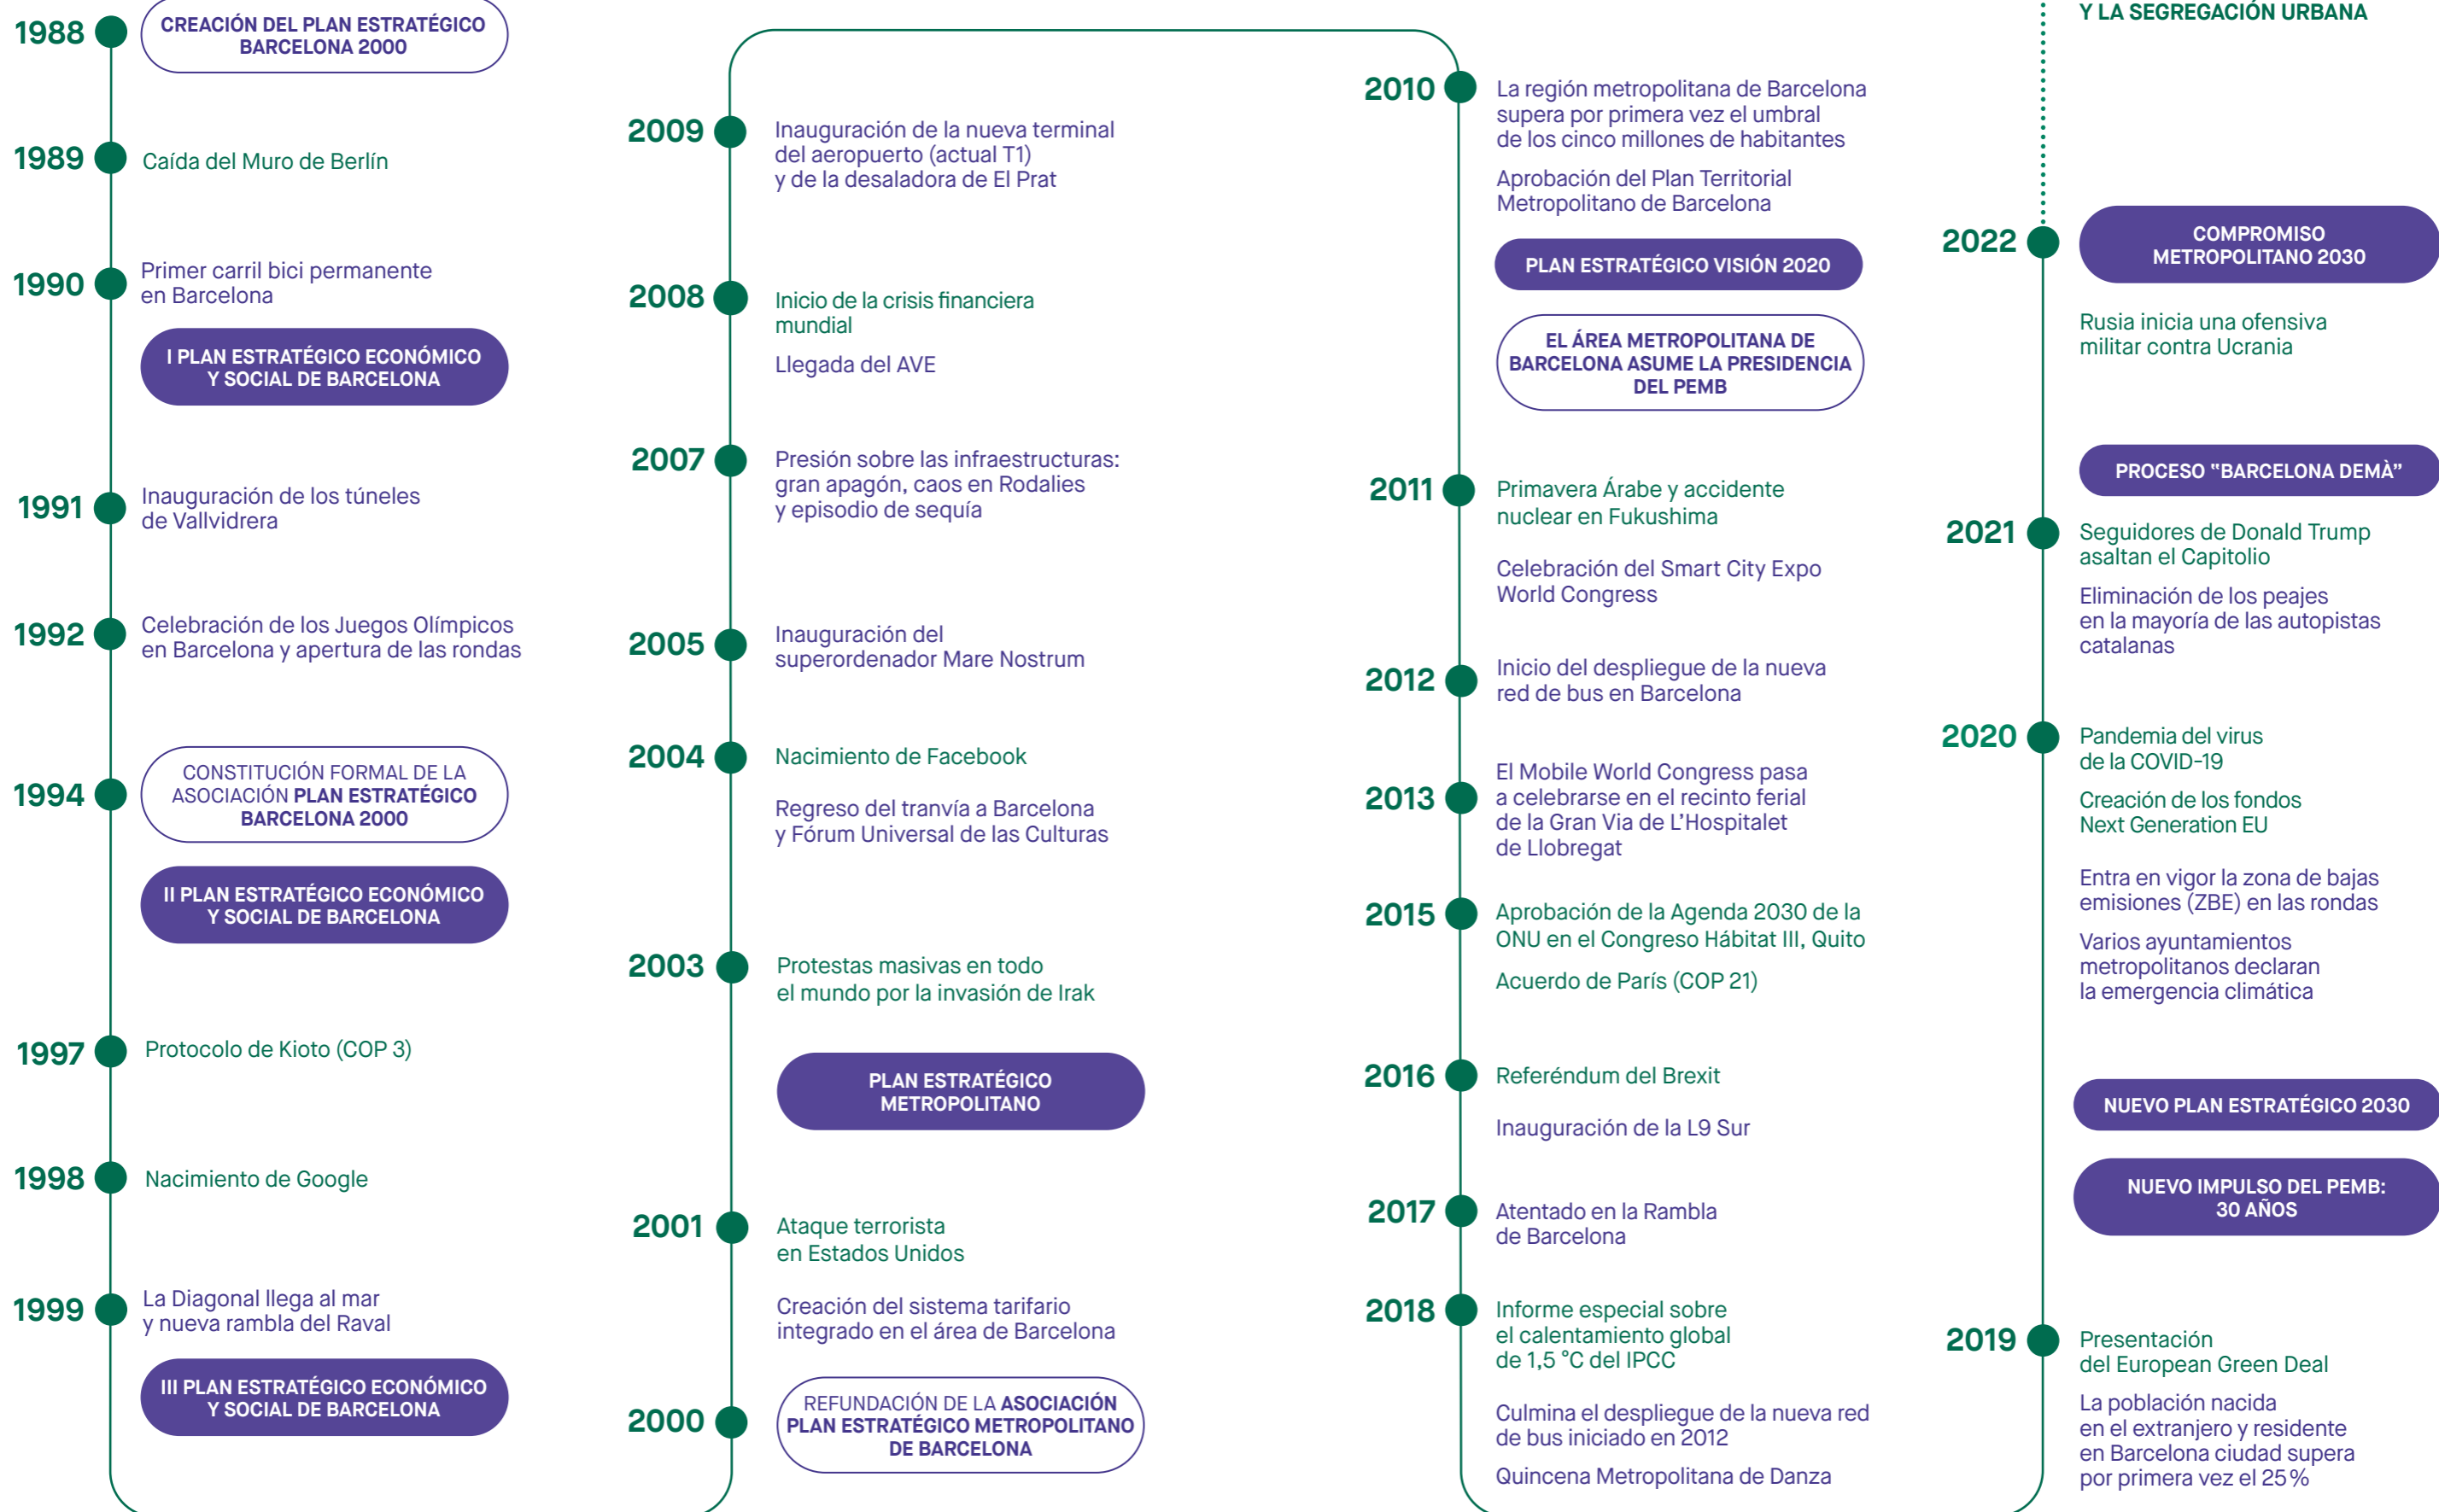 1988
CREACIÓN DEL PLAN ESTRATÉGICO
BARCELONA 2000
1989
Caída del Muro de Berlín
1990
Primer carril bici permanente
en Barcelona
I PLAN ESTRATÉGICO ECONÓMICO
Y SOCIAL DE BARCELONA
1991
Inauguración de los túneles
de Vallvidrera
1992
Celebración de los Juegos Olímpicos
en Barcelona y apertura de las rondas
1994
CONSTITUCIÓN FORMAL DE LA
ASOCIACIÓN PLAN ESTRATÉGICO
BARCELONA 2000
II PLAN ESTRATÉGICO ECONÓMICO
Y SOCIAL DE BARCELONA
1997
Protocolo de Kioto (COP 3)
1998
Nacimiento de Google
1999
La Diagonal llega al mar
y nueva rambla del Raval
III PLAN ESTRATÉGICO ECONÓMICO
Y SOCIAL DE BARCELONA
2009
Inauguración de la nueva terminal
del aeropuerto (actual T1)
y de la desaladora de El Prat
2008
Inicio de la crisis financiera
mundial
Llegada del AVE
2007
Presión sobre las infraestructuras:
gran apagón, caos en Rodalies
y episodio de sequía
2005
Inauguración del
superordenador Mare Nostrum
2004
Nacimiento de Facebook
Regreso del tranvía a Barcelona
y Fórum Universal de las Culturas
2003
Protestas masivas en todo
el mundo por la invasión de Irak
PLAN ESTRATÉGICO
METROPOLITANO
2001
Ataque terrorista
en Estados Unidos
Creación del sistema tarifario
integrado en el área de Barcelona
2000
REFUNDACIÓN DE LA ASOCIACIÓN
PLAN ESTRATÉGICO METROPOLITANO
DE BARCELONA
2010
La región metropolitana de Barcelona
supera por primera vez el umbral
de los cinco millones de habitantes
Aprobación del Plan Territorial
Metropolitano de Barcelona
PLAN ESTRATÉGICO VISIÓN 2020
EL ÁREA METROPOLITANA DE
BARCELONA ASUME LA PRESIDENCIA
DEL PEMB
2011
Primavera Árabe y accidente
nuclear en Fukushima
Celebración del Smart City Expo
World Congress
2012
Inicio del despliegue de la nueva
red de bus en Barcelona
2013
El Mobile World Congress pasa
a celebrarse en el recinto ferial
de la Gran Via de L’Hospitalet
de Llobregat
2015
Aprobación de la Agenda 2030 de la
ONU en el Congreso Hábitat III, Quito
Acuerdo de París (COP 21)
2016
Referéndum del Brexit
Inauguración de la L9 Sur
2017
Atentado en la Rambla
de Barcelona
2018
Informe especial sobre
el calentamiento global
de 1,5 °C del IPCC
Culmina el despliegue de la nueva red
de bus iniciado en 2012
Quincena Metropolitana de Danza
Y LA SEGREGACIÓN URBANA
2022
COMPROMISO
METROPOLITANO 2030
Rusia inicia una ofensiva
militar contra Ucrania
PROCESO “BARCELONA DEMÀ”
2021
Seguidores de Donald Trump
asaltan el Capitolio
Eliminación de los peajes
en la mayoría de las autopistas
catalanas
2020
Pandemia del virus
de la COVID-19
Creación de los fondos
Next Generation EU
Entra en vigor la zona de bajas
emisiones (ZBE) en las rondas
Varios ayuntamientos
metropolitanos declaran
la emergencia climática
NUEVO PLAN ESTRATÉGICO 2030
NUEVO IMPULSO DEL PEMB:
30 AÑOS
2019
Presentación
del European Green Deal
La población nacida
en el extranjero y residente
en Barcelona ciudad supera
por primera vez el 25%